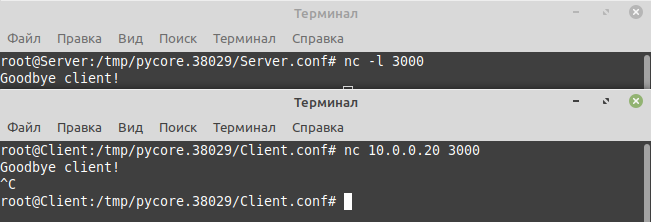 Терминал
Файл Правка Вид Поиск Терминал Справка
root@Server:/tmp/pycore.38029/Server.conf# nc -l 3000
Goodbye client!
Терминал
Файл Правка Вид Поиск Терминал Справка
root@Client:/tmp/pycore.38029/Client.conf# nc 10.0.0.20 3000
Goodbye client!
^C
root@Client:/tmp/pycore.38029/Client.conf#